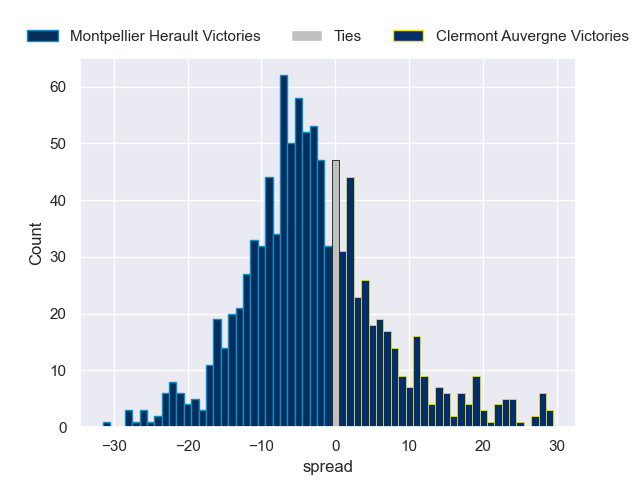 Montpellier Herault Victories Ties Clermont Auvergne Victories
60
50
40
30
20
10
0
Count
−30 −20 −10 0 10 20 30
spread